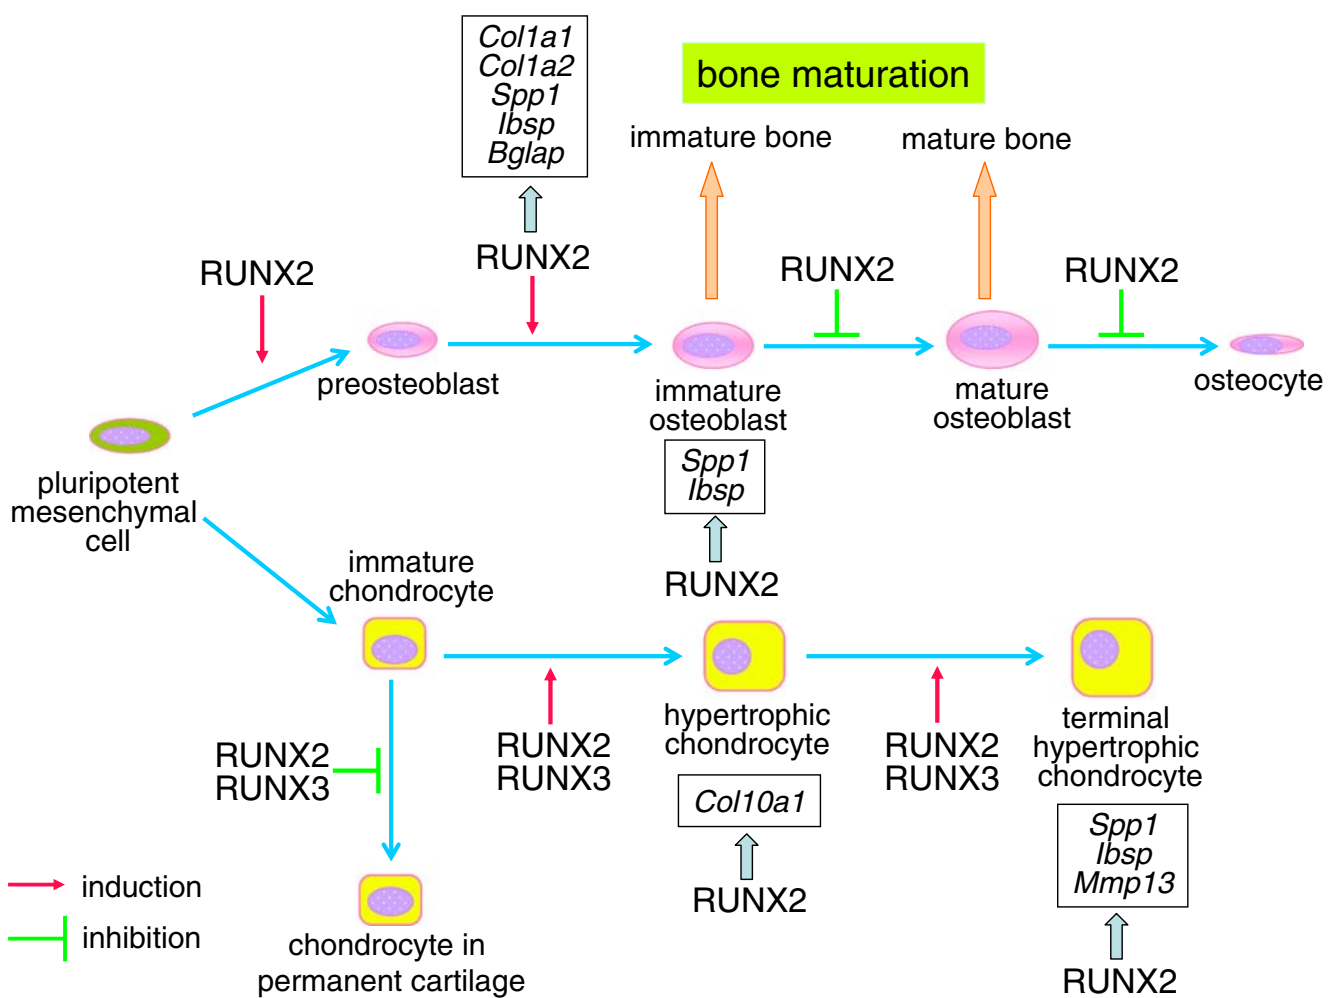 Col1a1
Col1a2
Spp1
Ibsp
Bglap
bone maturation
immature bone
mature bone
RUNX2
RUNX2
RUNX2
RUNX2
preosteoblast
immature
osteoblast
mature
osteoblast
osteocyte
Spp1
Ibsp
RUNX2
pluripotent
mesenchymal
cell
immature
chondrocyte
hypertrophic
chondrocyte
terminal
hypertrophic
chondrocyte
RUNX2
RUNX3
RUNX2
RUNX3
RUNX2
RUNX3
Col10a1
RUNX2
Spp1
Ibsp
Mmp13
RUNX2
induction
inhibition
chondrocyte in
permanent cartilage